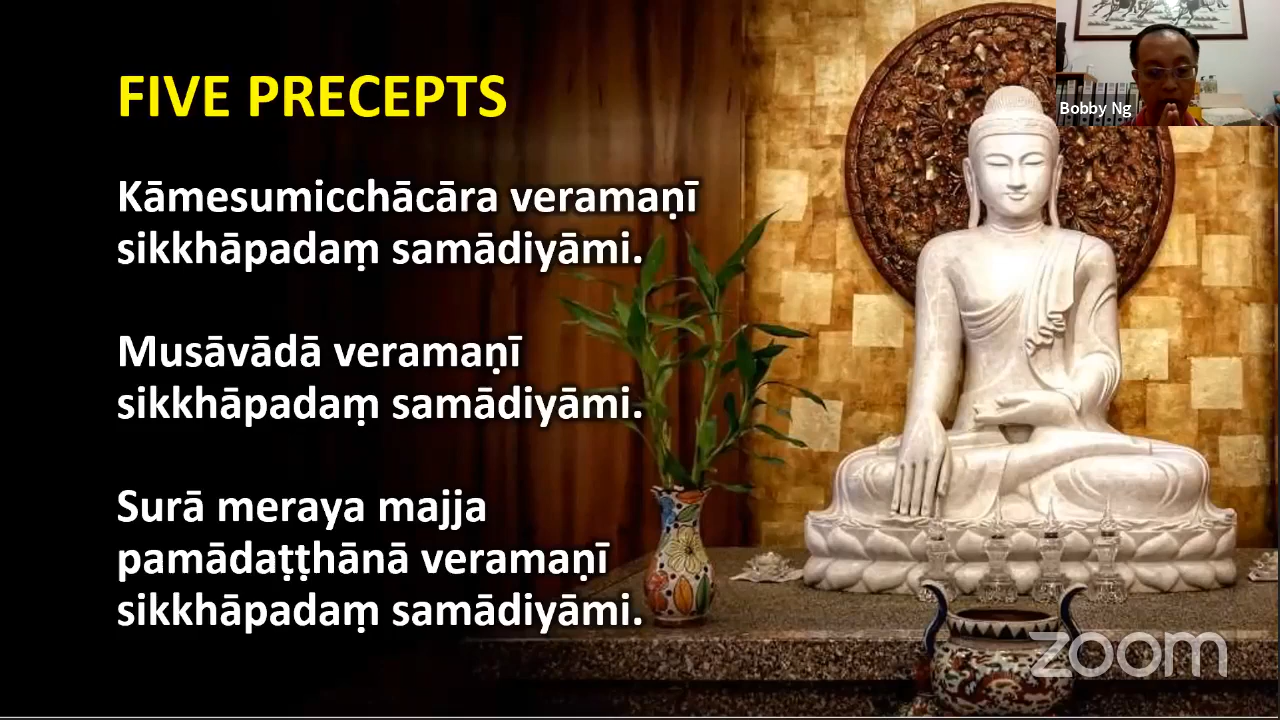 FIVE PRECEPTS
Kāmesumicchācāra veramaṇī
sikkhāpadaṃ samādiyāmi.
Musāvādā veramaṇī
sikkhāpadaṃ samādiyāmi.
Surā meraya majja
pamādaṭṭhānā veramaṇī
sikkhāpadaṃ samādiyāmi.
Bobby Ng
zoom